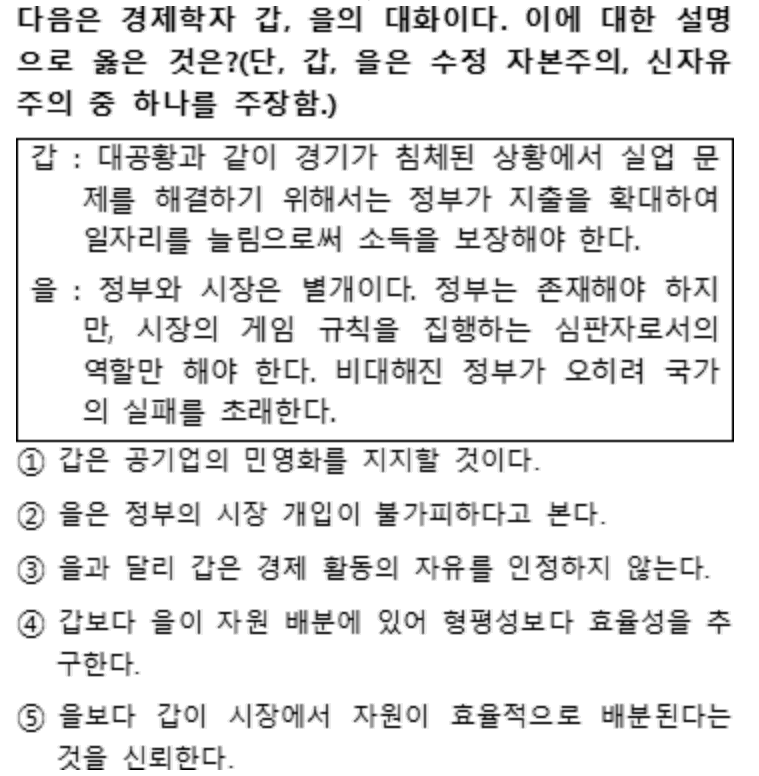 다음은 경제학자 갑, 을의 대화이다. 이에 대한 설명
으로 옳은 것은?(단, 갑, 을은 수정 자본주의, 신자유
주의 중 하나를 주장함.)
갑 : 대공황과 같이 경기가 침체된 상황에서 실업 문
제를 해결하기 위해서는 정부가 지출을 확대하여
일자리를 늘림으로써 소득을 보장해야 한다.
을 : 정부와 시장은 별개이다. 정부는 존재해야 하지
만, 시장의 게임 규칙을 집행하는 심판자로서의
역할만 해야 한다. 비대해진 정부가 오히려 국가
의 실패를 초래한다.
① 갑은 공기업의 민영화를 지지할 것이다.
② 을은 정부의 시장 개입이 불가피하다고 본다.
③ 을과 달리 갑은 경제 활동의 자유를 인정하지 않는다.
④ 갑보다 을이 자원 배분에 있어 형평성보다 효율성을 추
구한다.
⑤ 을보다 갑이 시장에서 자원이 효율적으로 배분된다는
것을 신뢰한다.